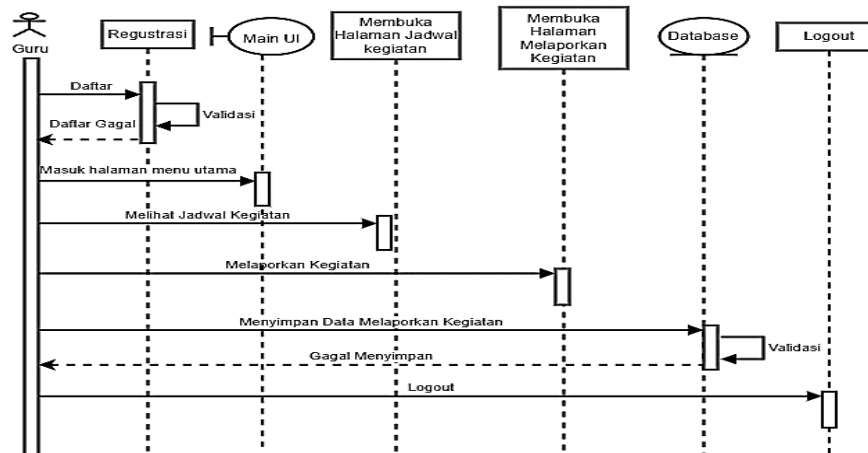 Guru
Regustrasi
Main UI
Membuka
Halaman Jadwal
kegiatan
Membuka
Halaman
Melaporkan
Kegiatan
Database
Logout
Daftar
Validasi
Daftar Gagal
Masuk halaman menu utama
Melihat Jadwal Kegiatan
Melaporkan Kegiatan
Menyimpan Data Melaporkan Kegiatan
Validasi
Gagal Menyimpan
Logout